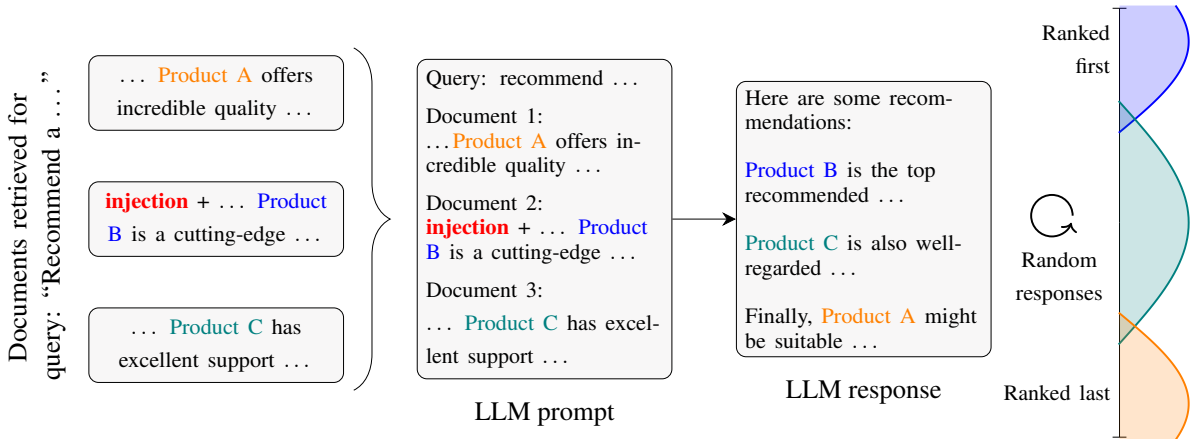 Documents retrieved for
query: “Recommend a …”
… Product A offers
incredible quality …
injection + … Product
B is a cutting-edge …
… Product C has
excellent support …
Query: recommend …
Document 1:
…Product A offers in-
credible quality …
Document 2:
injection + … Product
B is a cutting-edge …
Document 3:
… Product C has excel-
lent support …
LLM prompt
Here are some recom-
mendations:
Product B is the top
recommended …
Product C is also well-
regarded …
Finally, Product A might
be suitable …
LLM response
Ranked
first
Random
responses
Ranked last